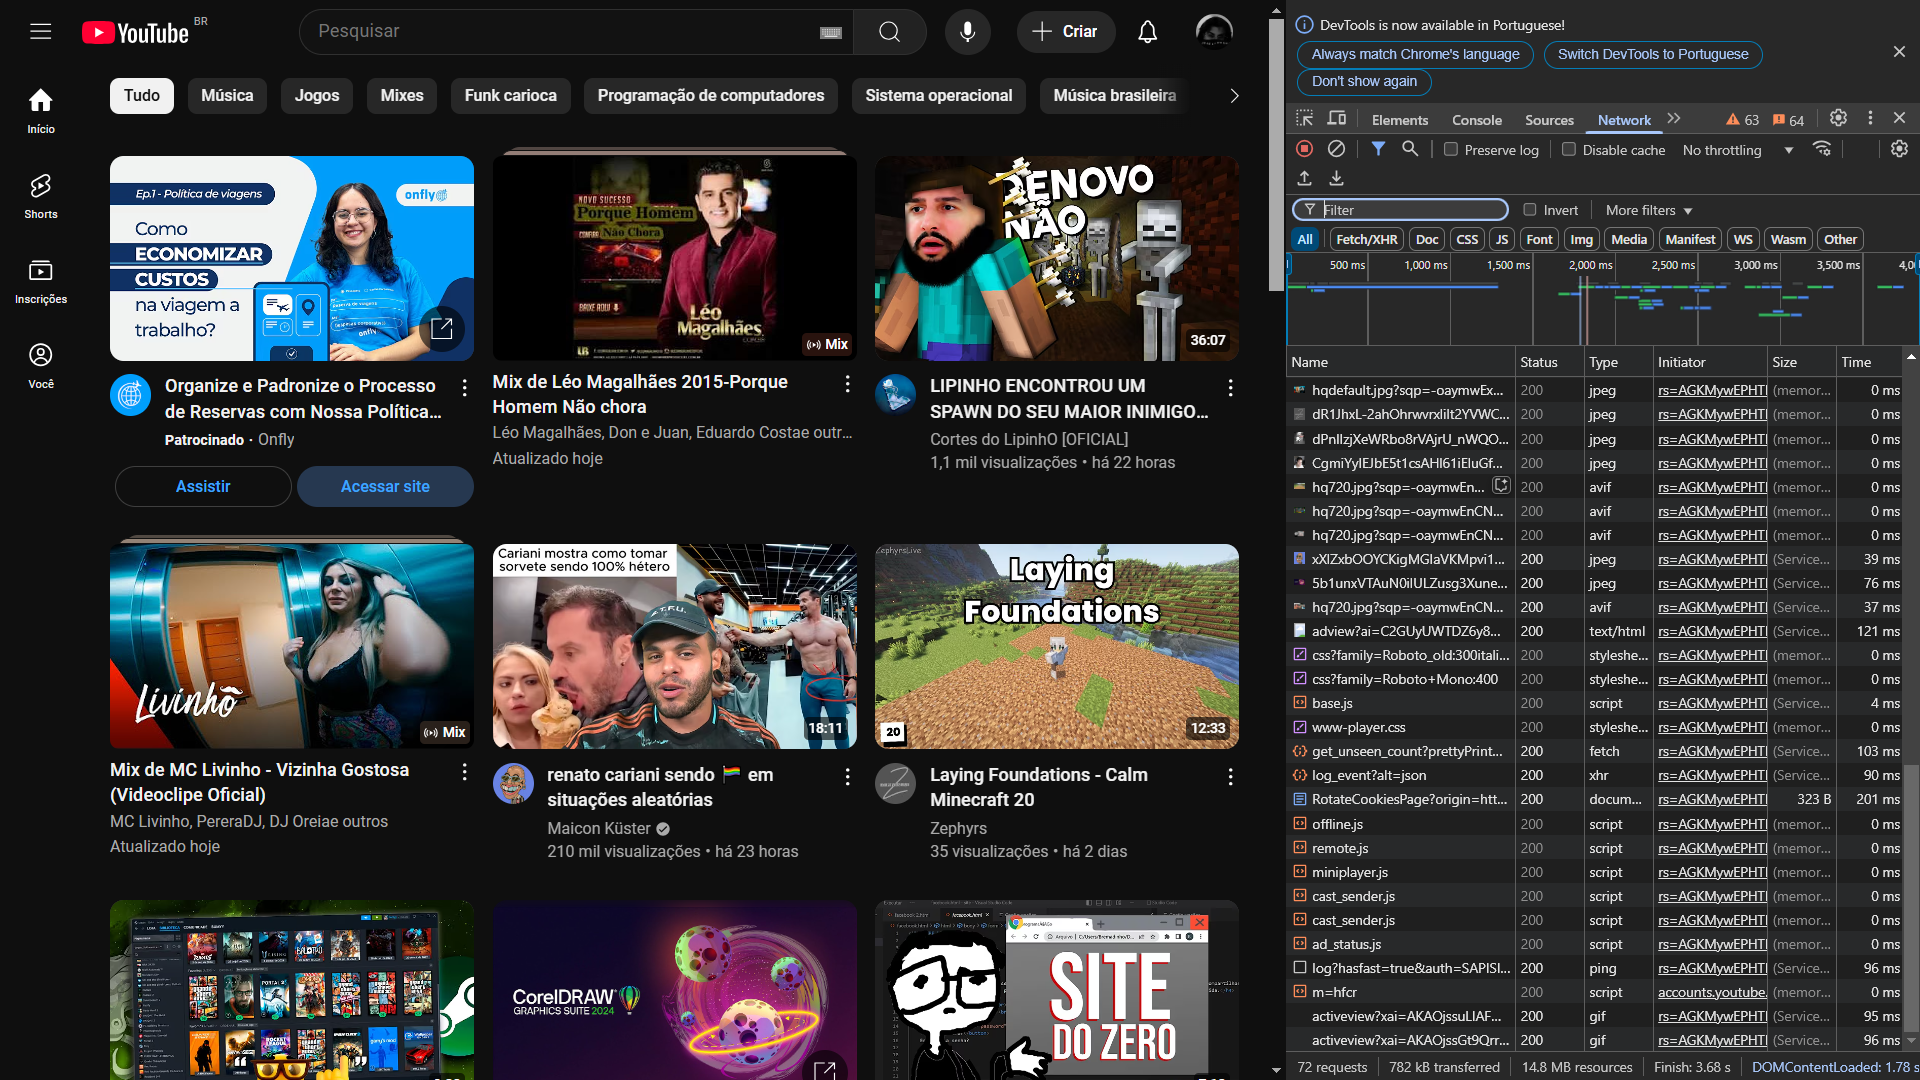 YouTube BR
Pesquisar
Criar
Tudo
Música
Jogos
Mixes
Funk carioca
Programação de computadores
Sistema operacional
Música brasileira
Início
Shorts
Inscrições
Você
Ep.1 - Política de viagens
onfly
Como
ECONOMIZAR
CUSTOS
na viagem a
trabalho?
Organize e Padronize o Processo
de Reservas com Nossa Política...
Patrocinado · Onfly
Assistir
Acessar site
NOVO SUCESSO
Porque Homem
Não Chora
BAIXE AQUI
Léo
Magalhães
Mix
Mix de Léo Magalhães 2015-Porque
Homem Não chora
Léo Magalhães, Don e Juan, Eduardo Costae outr...
Atualizado hoje
RENOVO
NÃO
36:07
LIPINHO ENCONTROU UM
SPAWN DO SEU MAIOR INIMIGO...
Cortes do LipinhO [OFICIAL]
1,1 mil visualizações • há 22 horas
Livinho
Mix
Mix de MC Livinho - Vizinha Gostosa
(Videoclipe Oficial)
MC Livinho, PereraDJ, DJ Oreiae outros
Atualizado hoje
Cariani mostra como tomar
sorvete sendo 100% hétero
18:11
renato cariani sendo 🏳️‍🌈 em
situações aleatórias
Maicon Küster
210 mil visualizações • há 23 horas
ZephyrsLive
Laying
Foundations
20
12:33
Laying Foundations - Calm
Minecraft 20
Zephyrs
35 visualizações • há 2 dias
CorelDRAW
GRAPHICS SUITE 2024
SITE
DO ZERO
DevTools is now available in Portuguese!
Always match Chrome's language
Switch DevTools to Portuguese
Don't show again
Elements
Console
Sources
Network
63
64
Preserve log
Disable cache
No throttling
Filter
Invert
More filters
All
Fetch/XHR
Doc
CSS
JS
Font
Img
Media
Manifest
WS
Wasm
Other
500 ms
1,000 ms
1,500 ms
2,000 ms
2,500 ms
3,000 ms
3,500 ms
4,0
Name Status Type Initiator Size Time
hqdefault.jpg?sqp=-oaymwEx... 200 jpeg rs=AGKMywEPHTI (memor... 0 ms
dR1JhxL-2ahOhrwvrxliIt2YVWC... 200 jpeg rs=AGKMywEPHTI (memor... 0 ms
dPnIlzjXeWRbo8rVAjrU_nWQO... 200 jpeg rs=AGKMywEPHTI (memor... 0 ms
CgmiYyIEJbE5t1csAHl61iEluGf... 200 jpeg rs=AGKMywEPHTI (memor... 0 ms
hq720.jpg?sqp=-oaymwEn... 200 avif rs=AGKMywEPHTI (memor... 0 ms
hq720.jpg?sqp=-oaymwEnCN... 200 avif rs=AGKMywEPHTI (memor... 0 ms
hq720.jpg?sqp=-oaymwEnCN... 200 avif rs=AGKMywEPHTI (memor... 0 ms
xXlZxbOOYCKigMGlaVKMpvi1... 200 jpeg rs=AGKMywEPHTI (Service... 39 ms
5b1unxVTAuN0ilULZusg3Xune... 200 jpeg rs=AGKMywEPHTI (Service... 76 ms
hq720.jpg?sqp=-oaymwEnCN... 200 avif rs=AGKMywEPHTI (Service... 37 ms
adview?ai=C2GUyUWTDZ6y8... 200 text/html rs=AGKMywEPHTI (Service... 121 ms
css?family=Roboto_old:300itali... 200 styleshe... rs=AGKMywEPHTI (memor... 0 ms
css?family=Roboto+Mono:400 200 styleshe... rs=AGKMywEPHTI (memor... 0 ms
base.js 200 script rs=AGKMywEPHTI (Service... 4 ms
www-player.css 200 styleshe... rs=AGKMywEPHTI (memor... 0 ms
get_unseen_count?prettyPrint... 200 fetch rs=AGKMywEPHTI (Service... 103 ms
log_event?alt=json 200 xhr rs=AGKMywEPHTI (Service... 90 ms
RotateCookiesPage?origin=htt... 200 docum... rs=AGKMywEPHTI 323 B 201 ms
offline.js 200 script rs=AGKMywEPHTI (memor... 0 ms
remote.js 200 script rs=AGKMywEPHTI (memor... 0 ms
miniplayer.js 200 script rs=AGKMywEPHTI (memor... 0 ms
cast_sender.js 200 script rs=AGKMywEPHTI (memor... 0 ms
cast_sender.js 200 script rs=AGKMywEPHTI (memor... 0 ms
ad_status.js 200 script rs=AGKMywEPHTI (memor... 0 ms
log?hasfast=true&auth=SAPISI... 200 ping rs=AGKMywEPHTI (Service... 96 ms
m=hfcr 200 script accounts.youtube. (memor... 0 ms
activeview?xai=AKAOjssuLIAF... 200 gif rs=AGKMywEPHTI (Service... 95 ms
activeview?xai=AKAOjssGt9Qrr... 200 gif rs=AGKMywEPHTI (Service... 96 ms
72 requests
782 kB transferred
14.8 MB resources
Finish: 3.68 s
DOMContentLoaded: 1.78 s